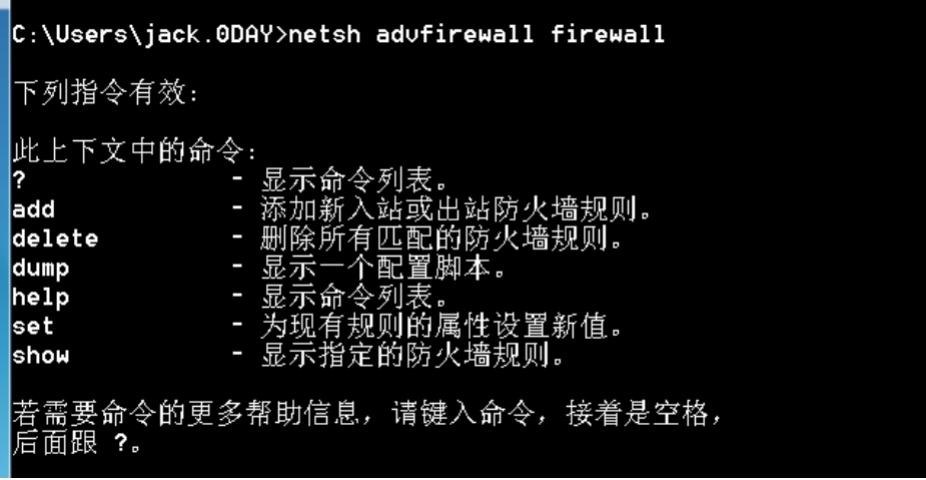 C:\Users\jack.0DAY>netsh advfirewall firewall
下列指令有效:
此上下文中的命令:
?              - 显示命令列表。
add            - 添加新入站或出站防火墙规则。
delete         - 删除所有匹配的防火墙规则。
dump           - 显示一个配置脚本。
help           - 显示命令列表。
set            - 为现有规则的属性设置新值。
show           - 显示指定的防火墙规则。
若需要命令的更多帮助信息，请键入命令，接着是空格，
后面跟 ?。